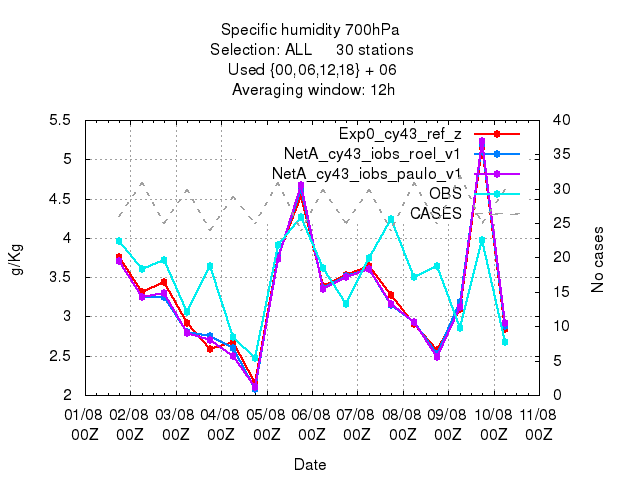 Specific humidity 700hPa
Selection: ALL 30 stations
Used {00,06,12,18} + 06
Averaging window: 12h
5.5
5
4.5
4
3.5
3
2.5
2
g/Kg
40
35
30
25
20
15
10
5
0
No cases
Exp0_cy43_ref_z
NetA_cy43_iobs_roel_v1
NetA_cy43_iobs_paulo_v1
OBS
CASES
01/08 02/08 03/08 04/08 05/08 06/08 07/08 08/08 09/08 10/08 11/08
00Z 00Z 00Z 00Z 00Z 00Z 00Z 00Z 00Z 00Z 00Z
Date